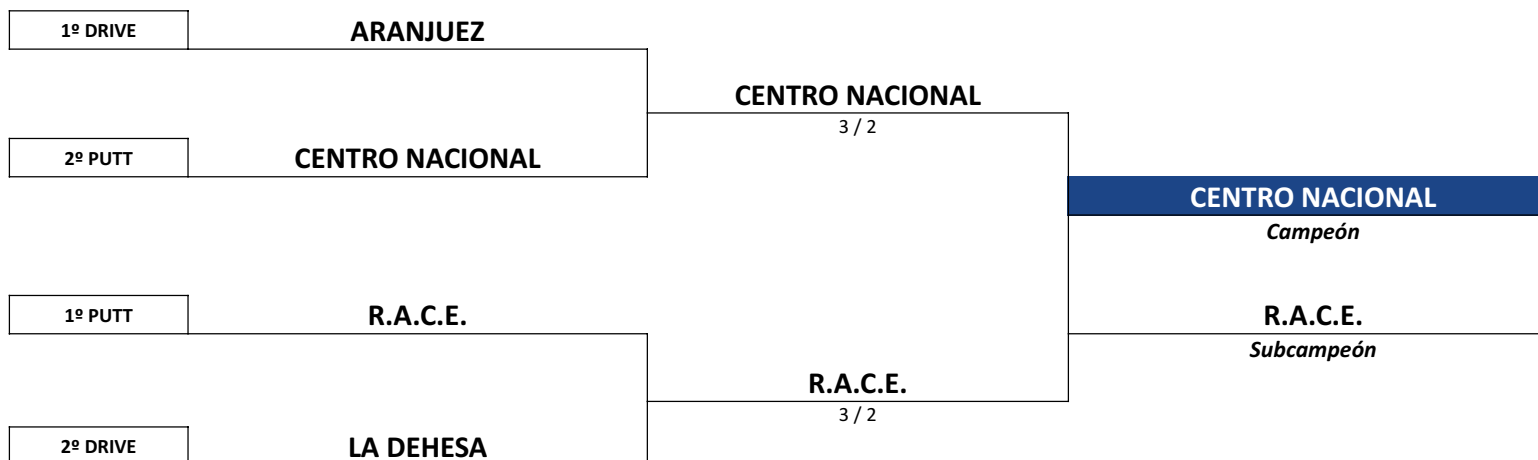 1º DRIVE ARANJUEZ
CENTRO NACIONAL
3 / 2
2º PUTT CENTRO NACIONAL
CENTRO NACIONAL
Campeón
1º PUTT R.A.C.E.
R.A.C.E.
Subcampeón
R.A.C.E.
3 / 2
2º DRIVE LA DEHESA